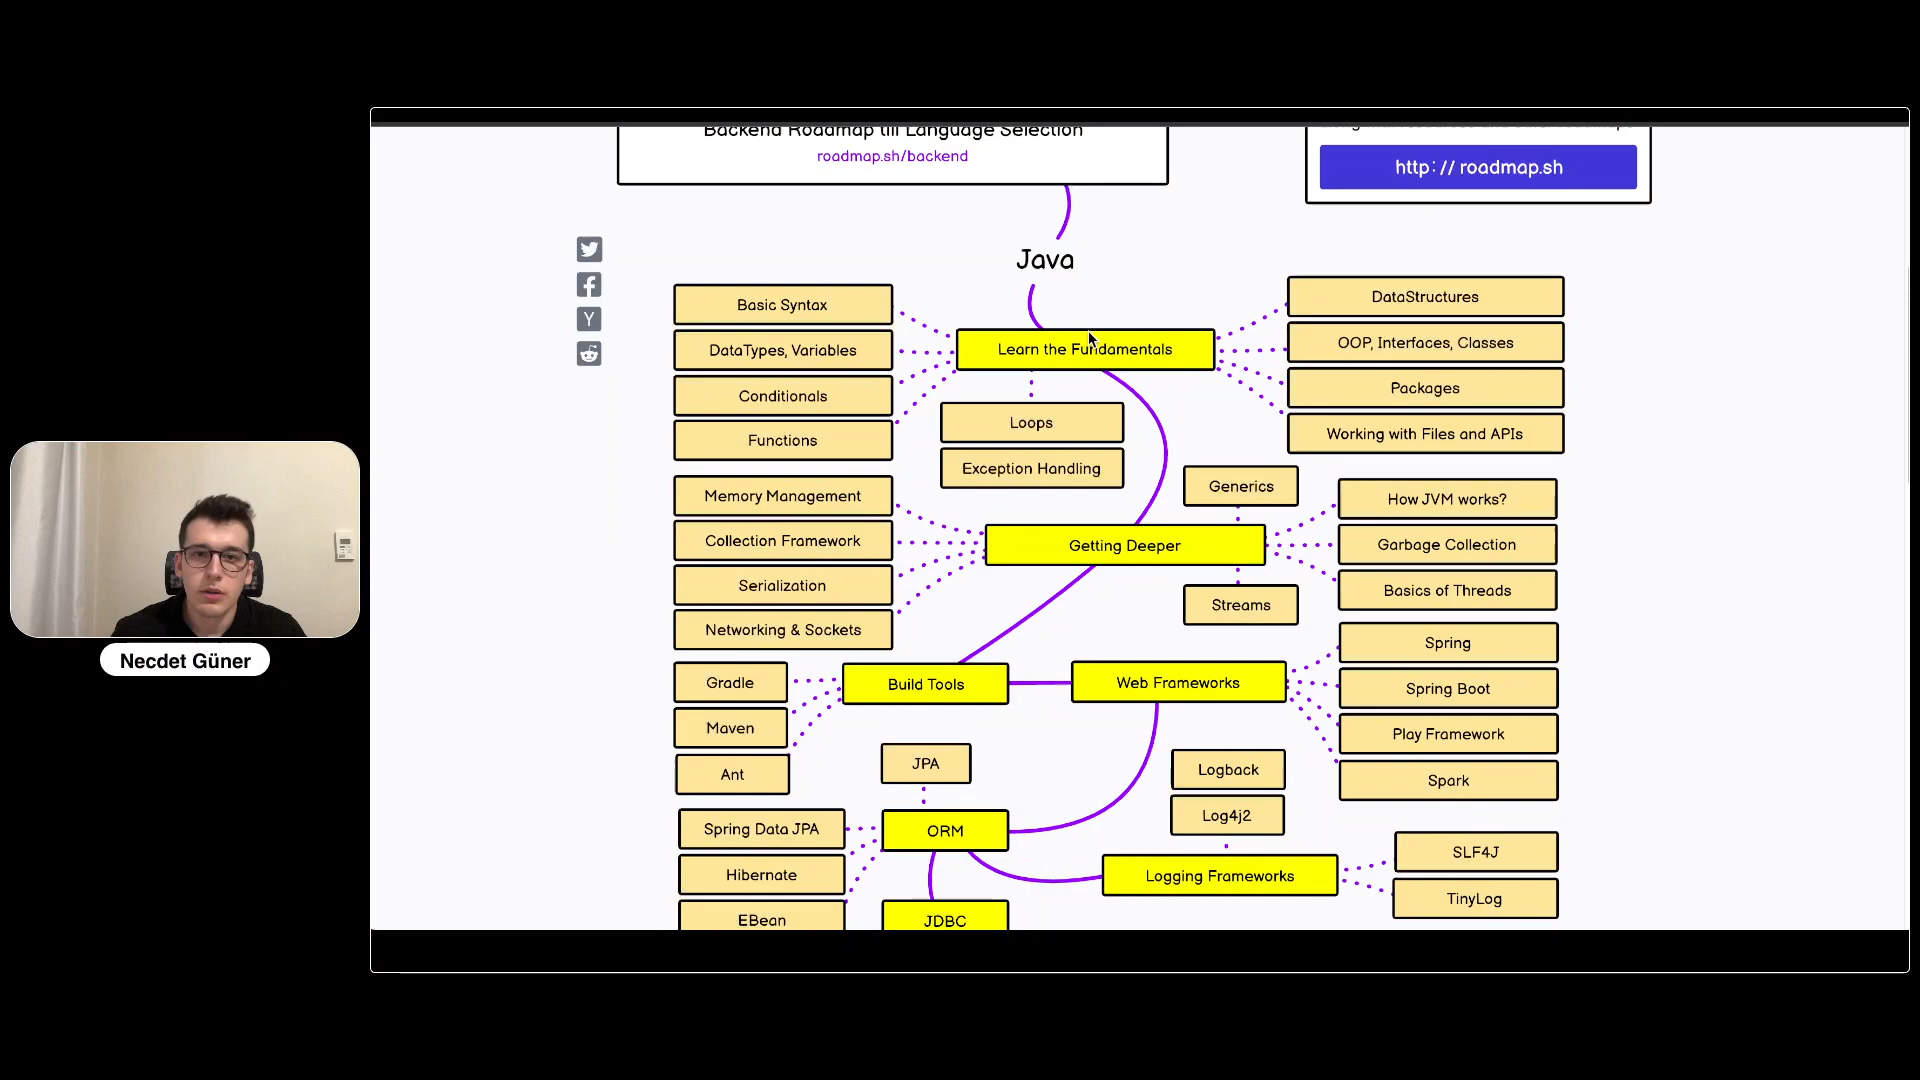 Backend Roadmap till Language Selection
roadmap.sh/backend
http://roadmap.sh
Java
Basic Syntax
DataTypes, Variables
Conditionals
Functions
Learn the Fundamentals
Loops
Exception Handling
DataStructures
OOP, Interfaces, Classes
Packages
Working with Files and APIs
Memory Management
Collection Framework
Serialization
Networking & Sockets
Generics
Getting Deeper
Streams
How JVM works?
Garbage Collection
Basics of Threads
Gradle
Maven
Ant
Build Tools
Web Frameworks
Spring
Spring Boot
Play Framework
Spark
JPA
Spring Data JPA
Hibernate
EBean
ORM
JDBC
Logback
Log4j2
Logging Frameworks
SLF4J
TinyLog
Necdet Güner